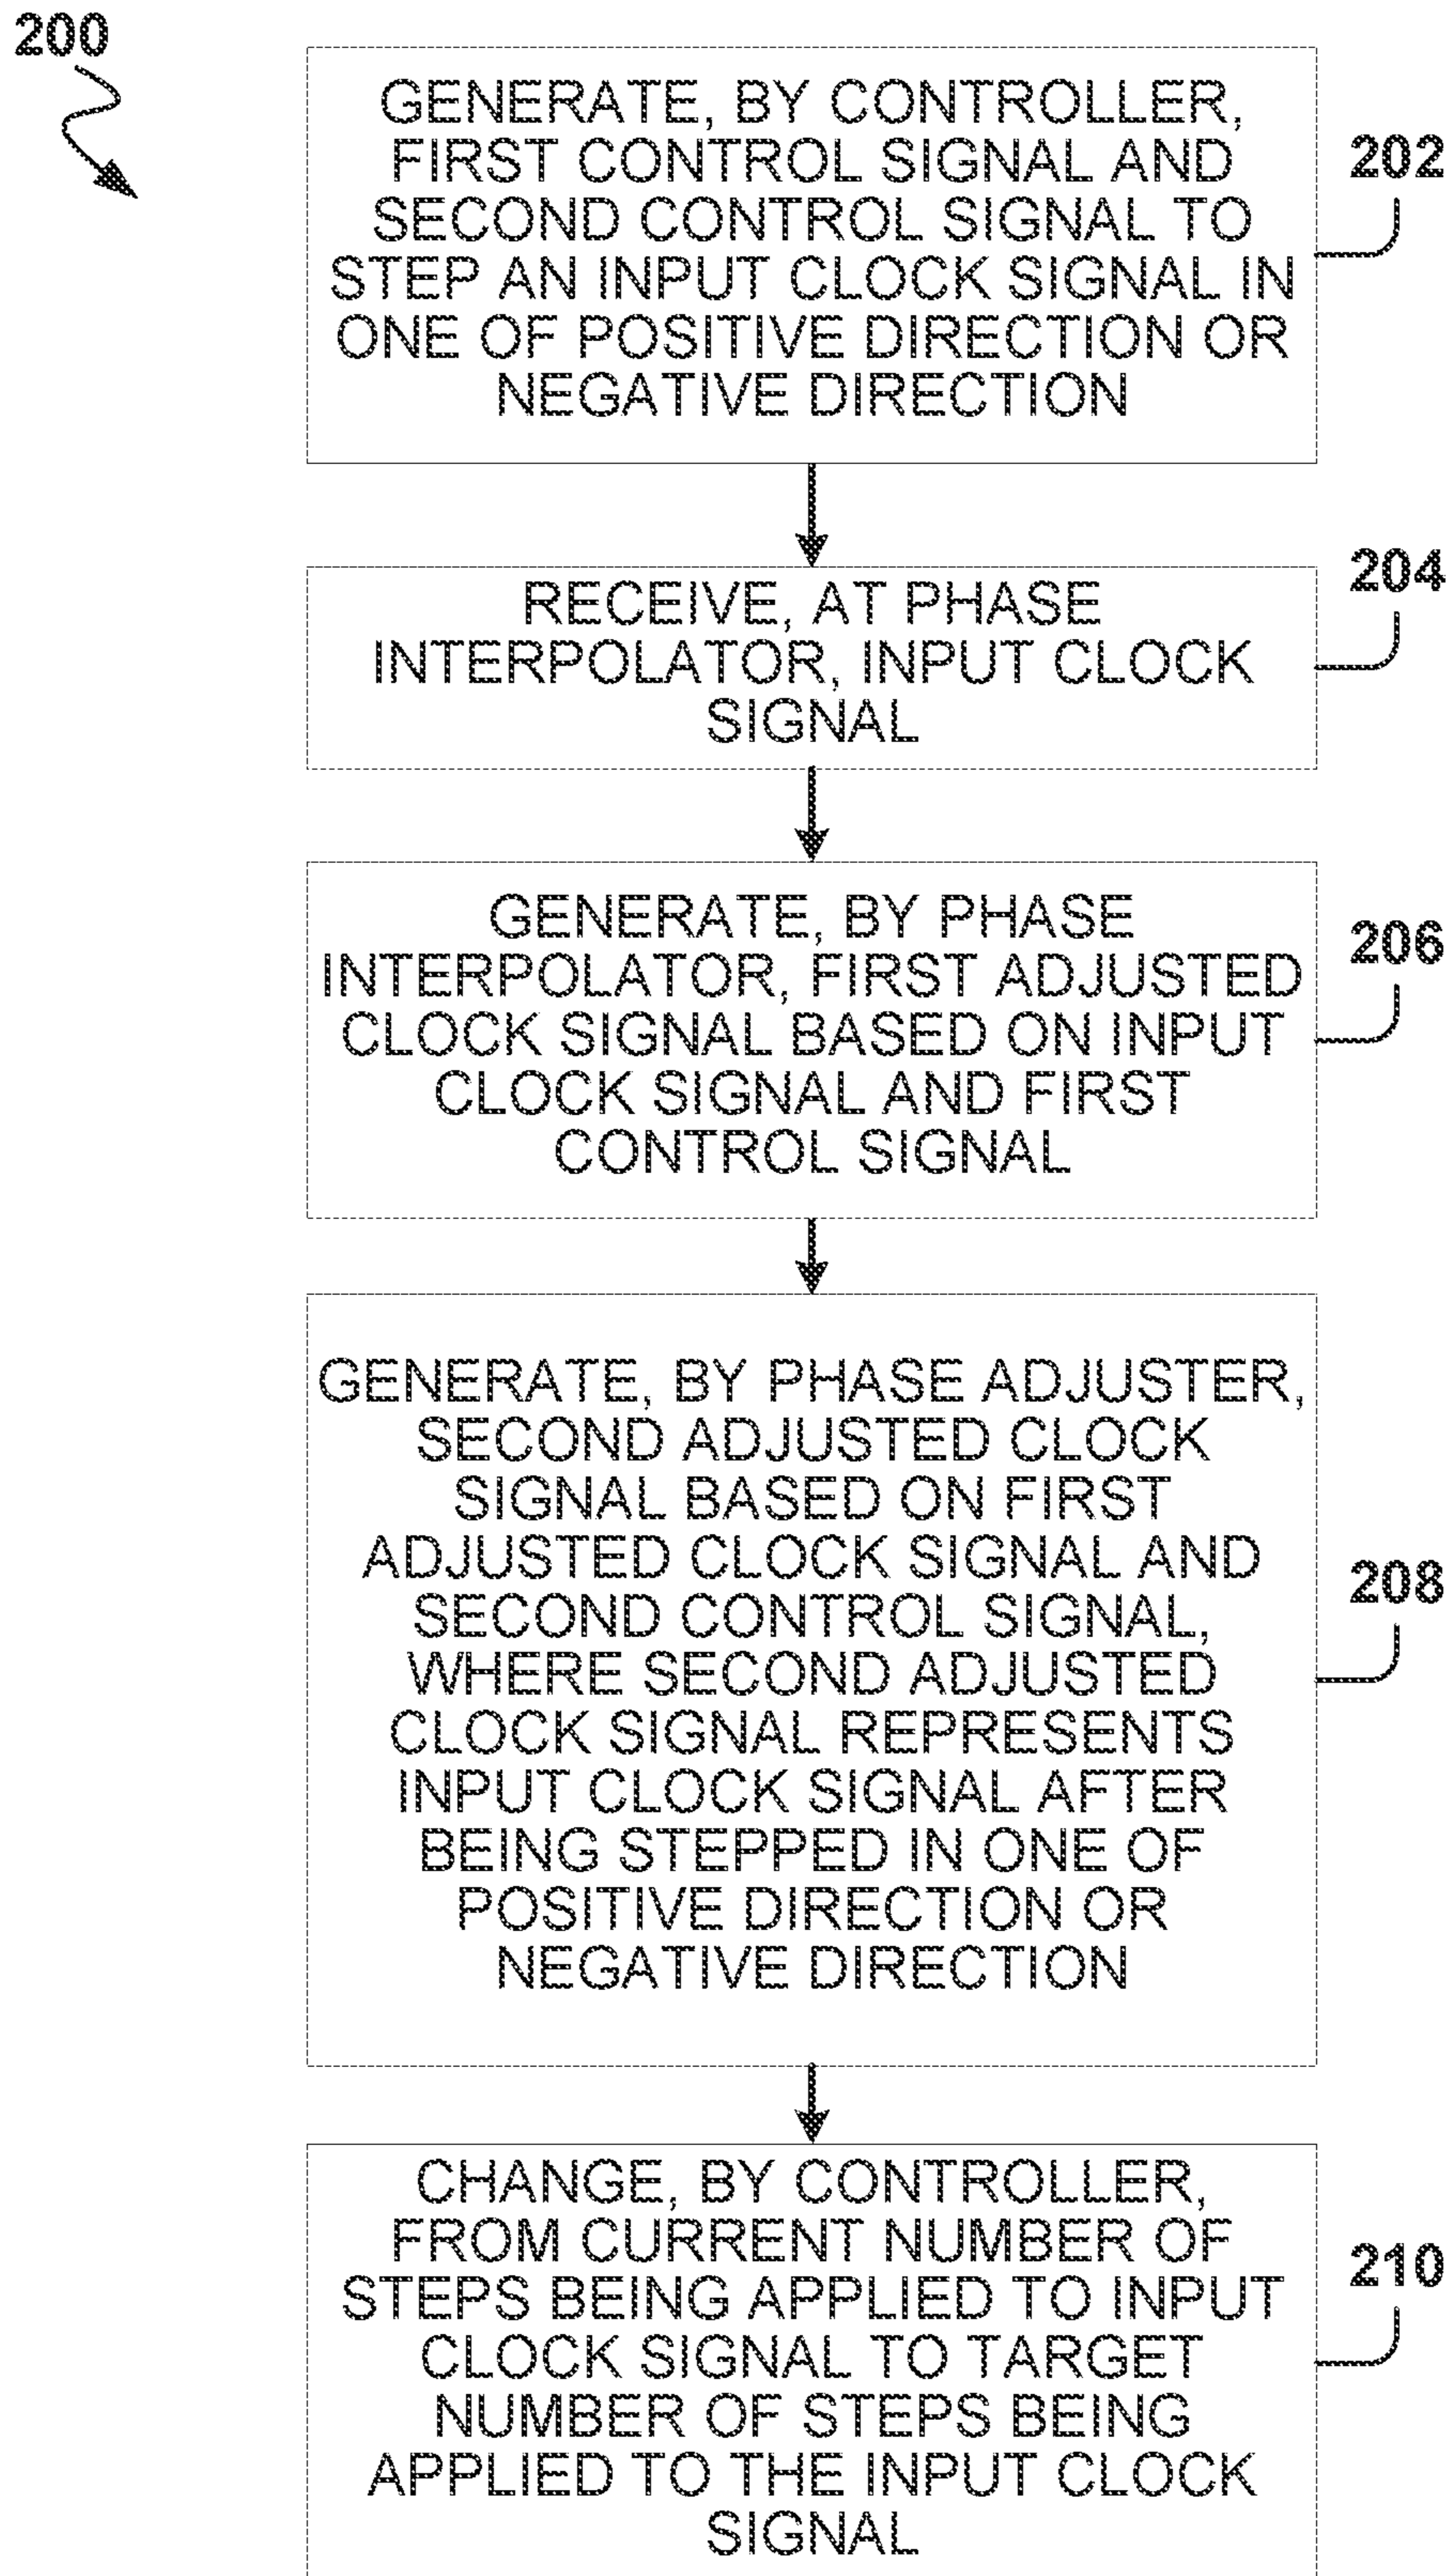 200
GENERATE, BY CONTROLLER,
FIRST CONTROL SIGNAL AND
SECOND CONTROL SIGNAL TO
STEP AN INPUT CLOCK SIGNAL IN
ONE OF POSITIVE DIRECTION OR
NEGATIVE DIRECTION
202
RECEIVE, AT PHASE
INTERPOLATOR, INPUT CLOCK
SIGNAL
204
GENERATE, BY PHASE
INTERPOLATOR, FIRST ADJUSTED
CLOCK SIGNAL BASED ON INPUT
CLOCK SIGNAL AND FIRST
CONTROL SIGNAL
206
GENERATE, BY PHASE ADJUSTER,
SECOND ADJUSTED CLOCK
SIGNAL BASED ON FIRST
ADJUSTED CLOCK SIGNAL AND
SECOND CONTROL SIGNAL,
WHERE SECOND ADJUSTED
CLOCK SIGNAL REPRESENTS
INPUT CLOCK SIGNAL AFTER
BEING STEPPED IN ONE OF
POSITIVE DIRECTION OR
NEGATIVE DIRECTION
208
CHANGE, BY CONTROLLER,
FROM CURRENT NUMBER OF
STEPS BEING APPLIED TO INPUT
CLOCK SIGNAL TO TARGET
NUMBER OF STEPS BEING
APPLIED TO THE INPUT CLOCK
SIGNAL
210